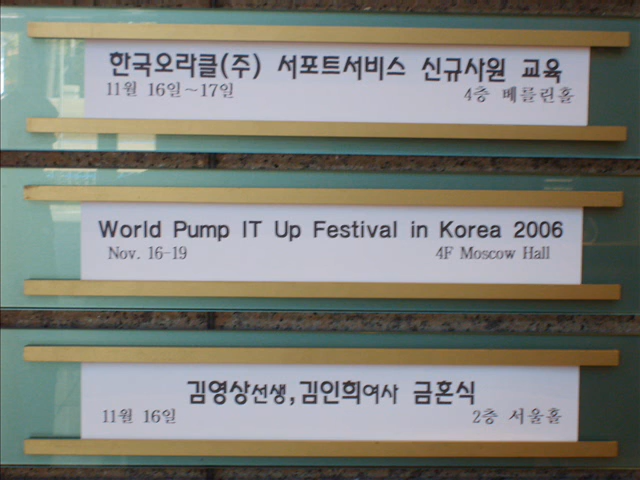 한국오라클(주) 서포트서비스 신규사원 교육
11월 16일~17일 4층 베를린홀
World Pump IT Up Festival in Korea 2006
Nov. 16-19 4F Moscow Hall
김영상선생,김인희여사 금혼식
11월 16일 2층 서울홀